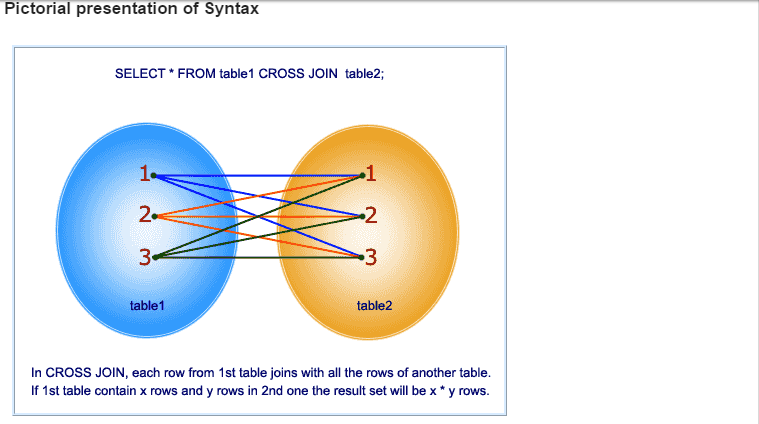 Pictorial presentation of Syntax
SELECT * FROM table1 CROSS JOIN table2;
1 1
2 2
3 3
table1 table2
In CROSS JOIN, each row from 1st table joins with all the rows of another table.
If 1st table contain x rows and y rows in 2nd one the result set will be x * y rows.